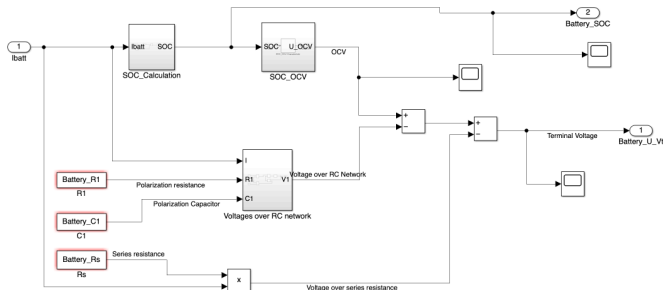 2
Battery_SOC
1
Ibatt
Ibatt SOC
SOC_Calculation
SOC U_OCV
SOC_OCV
OCV
+
−
+
−
Terminal Voltage
1
Battery_U_Vt
I
R1 V1
C1
Voltages over RC network
Voltage over RC Network
Battery_R1
R1
Polarization resistance
Battery_C1
C1
Polarization Capacitor
Battery_Rs
Rs
Series resistance
x
Voltage over series resistance